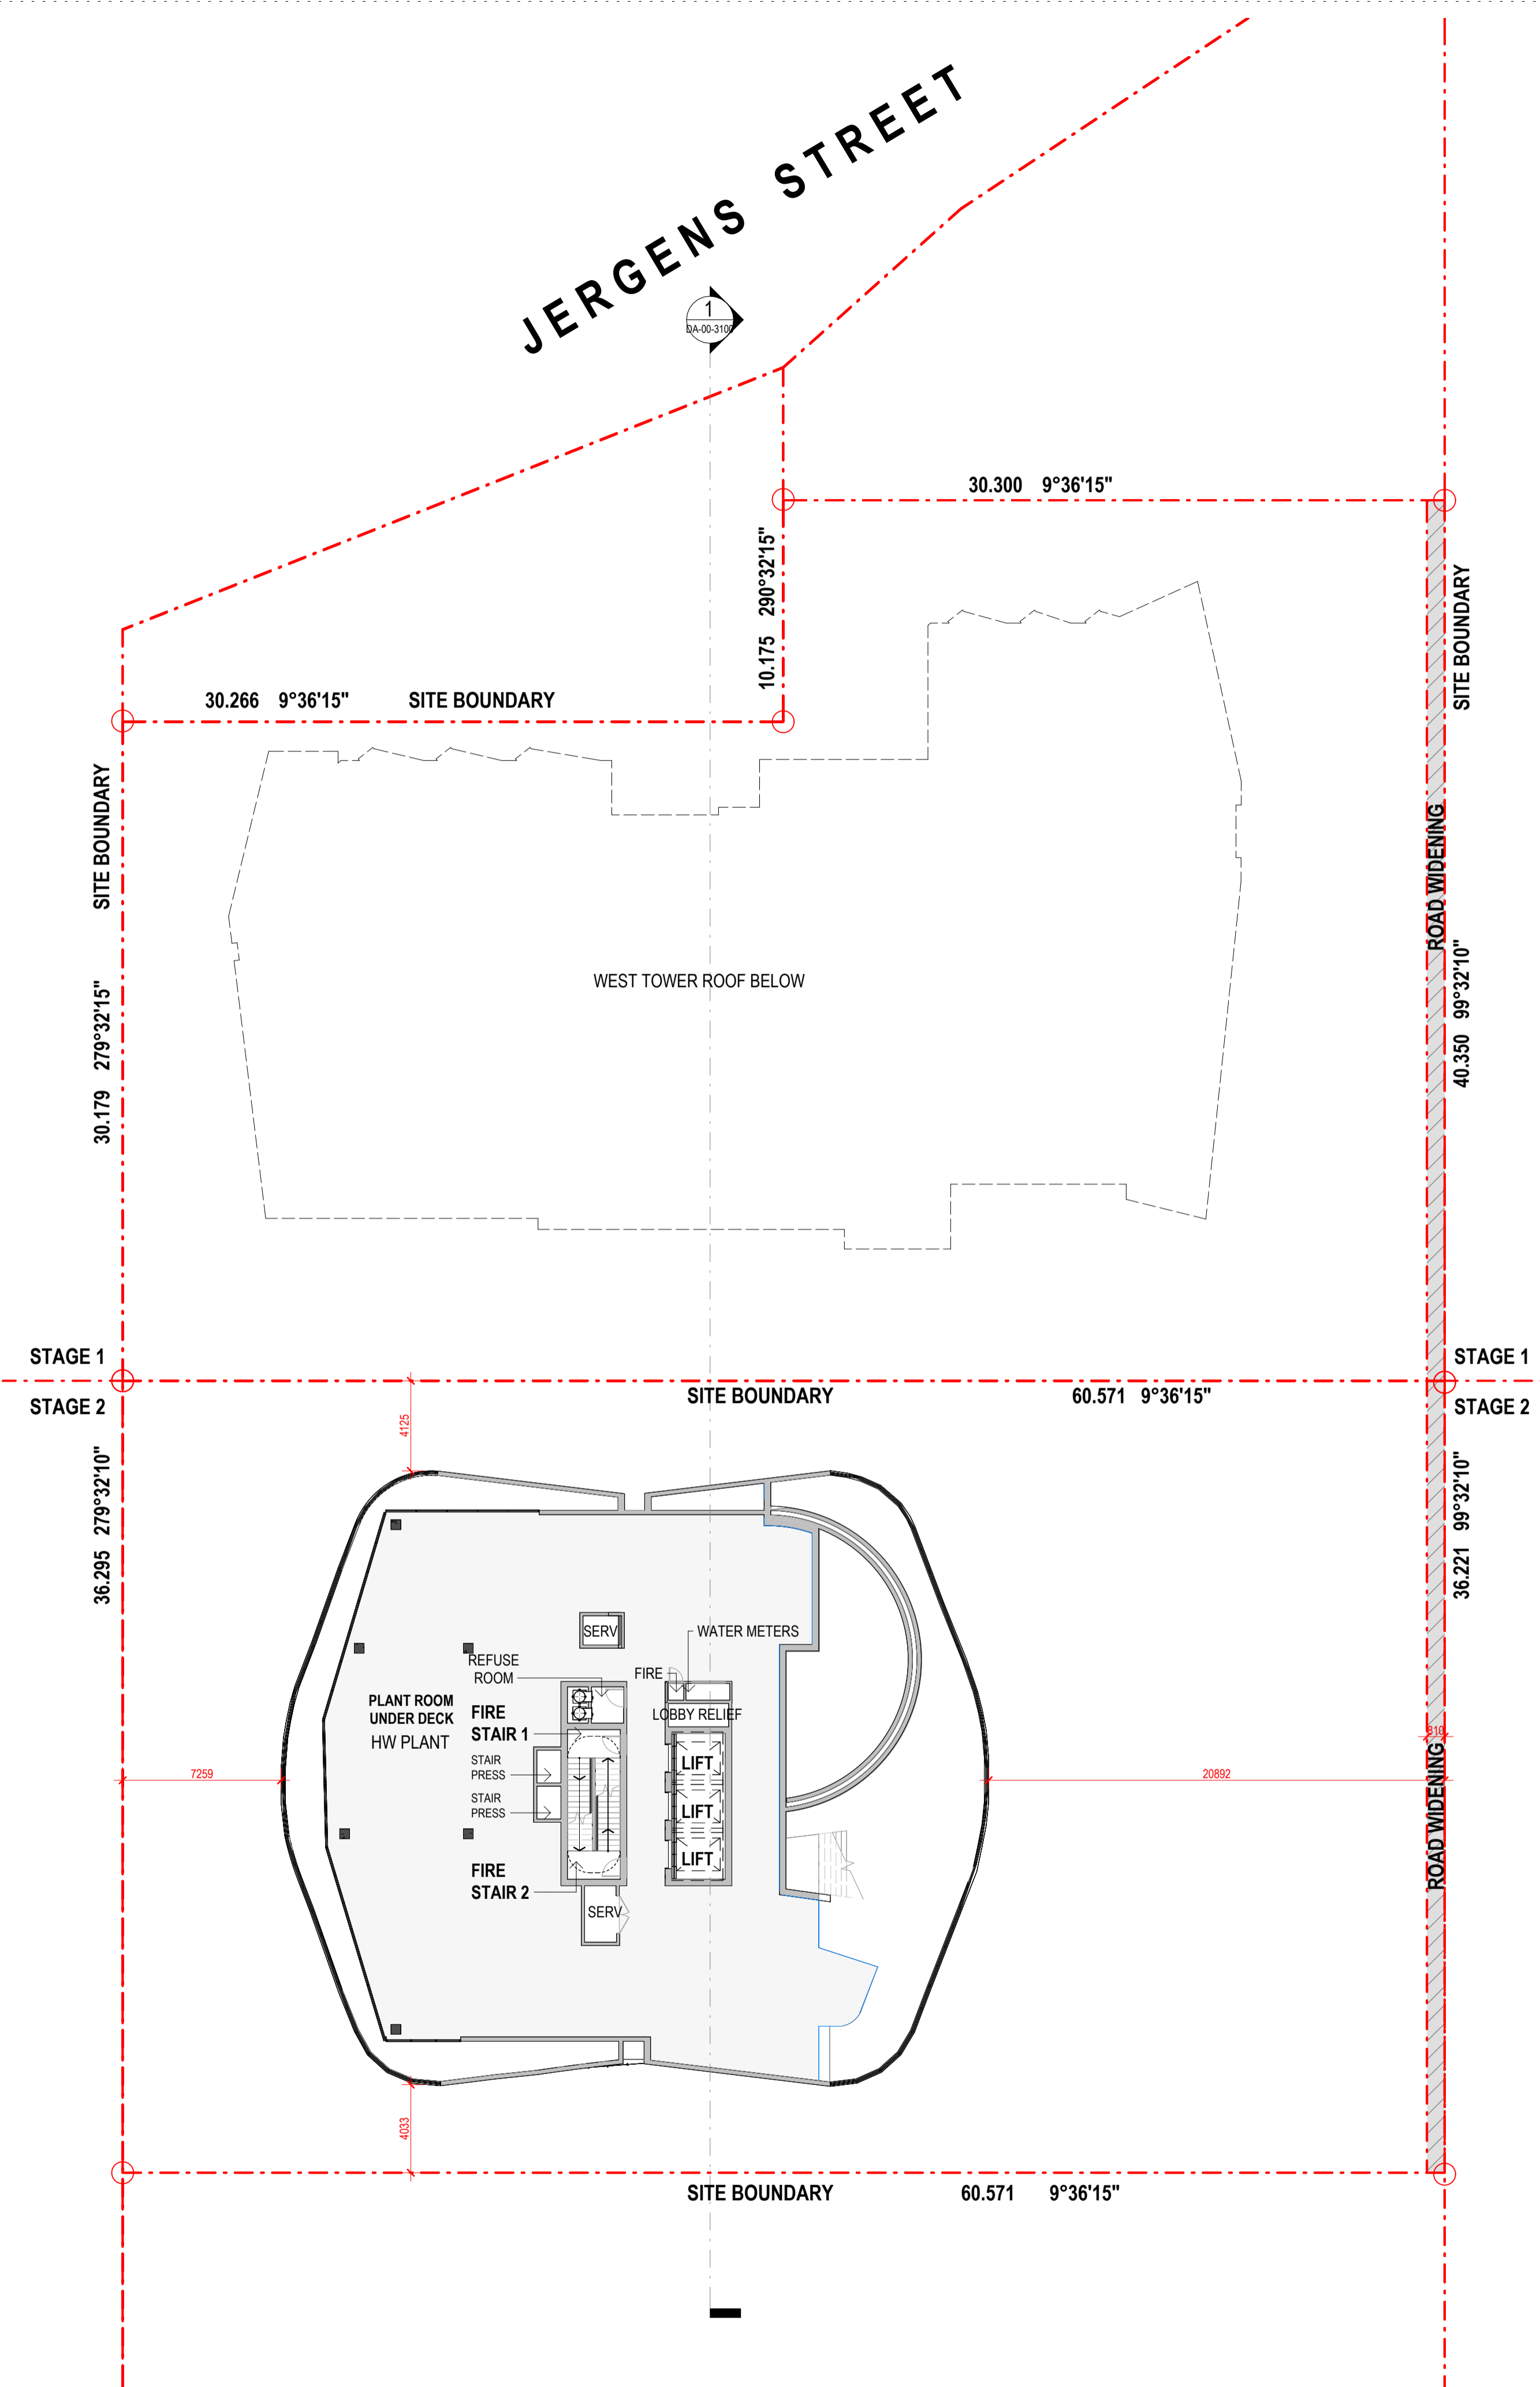 JERGENS STREET
1
DA-00-3100
30.300 9°36'15"
10.175 290°32'15"
SITE BOUNDARY
30.266 9°36'15" SITE BOUNDARY
SITE BOUNDARY
ROAD WIDENING
40.350 99°32'10"
WEST TOWER ROOF BELOW
30.179 279°32'15"
STAGE 1
STAGE 1
SITE BOUNDARY 60.571 9°36'15"
STAGE 2
STAGE 2
4125
36.295 279°32'10"
36.221 99°32'10"
SERV
WATER METERS
REFUSE
ROOM
FIRE
PLANT ROOM
UNDER DECK
HW PLANT
FIRE
STAIR 1
LOBBY RELIEF
STAIR
PRESS
STAIR
PRESS
LIFT
LIFT
LIFT
7259
20892
810
ROAD WIDENING
FIRE
STAIR 2
SERV
4033
SITE BOUNDARY 60.571 9°36'15"